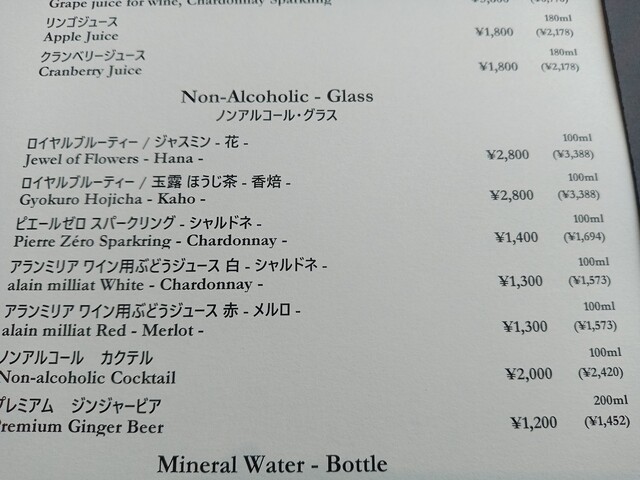 Grape juice for wine, Chardonnay Sparkling
リンゴジュース 180ml
Apple Juice ¥1,800 (¥2,178)
クランベリージュース 180ml
Cranberry Juice ¥1,800 (¥2,178)
Non-Alcoholic - Glass
ノンアルコール・グラス
ロイヤルブルーティー / ジャスミン - 花 - 100ml
Jewel of Flowers - Hana - ¥2,800 (¥3,388)
ロイヤルブルーティー / 玉露 ほうじ茶 - 香焙 - 100ml
Gyokuro Hojicha - Kaho - ¥2,800 (¥3,388)
ピエールゼロ スパークリング - シャルドネ - 100ml
Pierre Zéro Sparkring - Chardonnay - ¥1,400 (¥1,694)
アランミリア ワイン用ぶどうジュース 白 - シャルドネ - 100ml
alain milliat White - Chardonnay - ¥1,300 (¥1,573)
アランミリア ワイン用ぶどうジュース 赤 - メルロ - 100ml
alain milliat Red - Merlot - ¥1,300 (¥1,573)
ノンアルコール カクテル 100ml
Non-alcoholic Cocktail ¥2,000 (¥2,420)
プレミアム ジンジャービア 200ml
Premium Ginger Beer ¥1,200 (¥1,452)
Mineral Water - Bottle